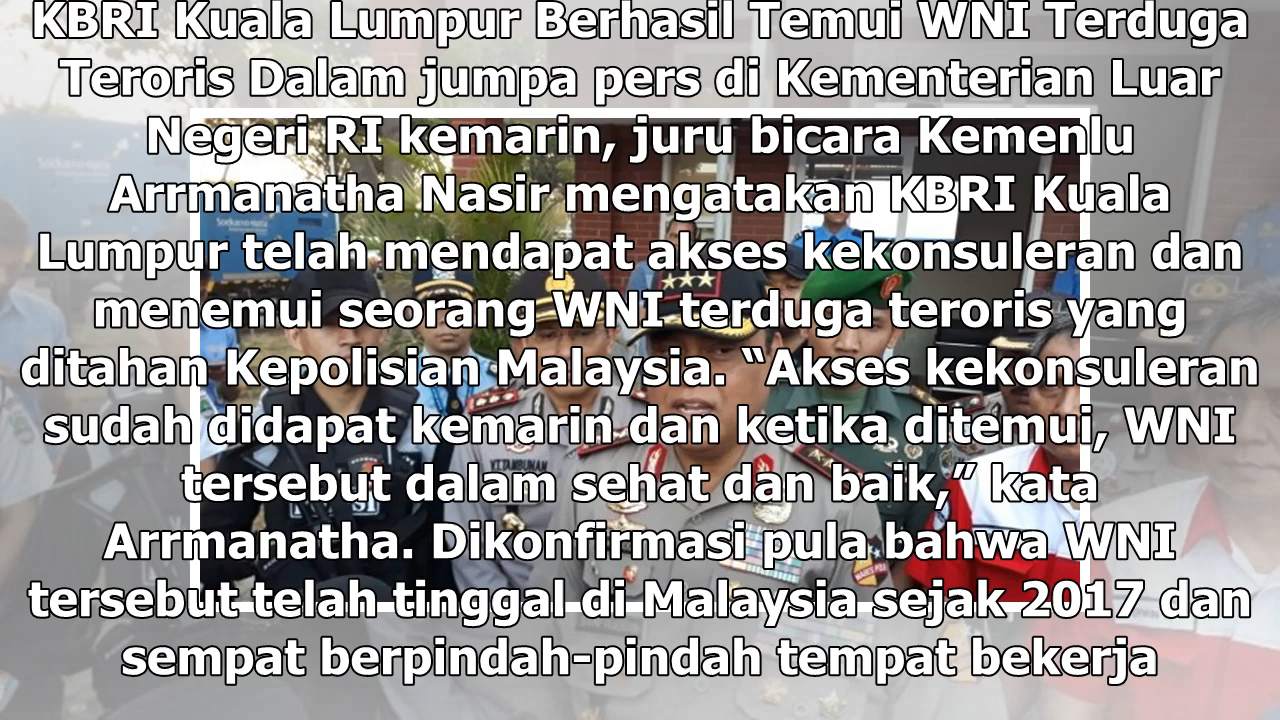 KBRI Kuala Lumpur Berhasil Temui WNI Terduga
Teroris Dalam jumpa pers di Kementerian Luar
Negeri RI kemarin, juru bicara Kemenlu
Arrmanatha Nasir mengatakan KBRI Kuala
Lumpur telah mendapat akses kekonsuleran dan
menemui seorang WNI terduga teroris yang
ditahan Kepolisian Malaysia. “Akses kekonsuleran
sudah didapat kemarin dan ketika ditemui, WNI
tersebut dalam sehat dan baik,” kata
Arrmanatha. Dikonfirmasi pula bahwa WNI
tersebut telah tinggal di Malaysia sejak 2017 dan
sempat berpindah-pindah tempat bekerja